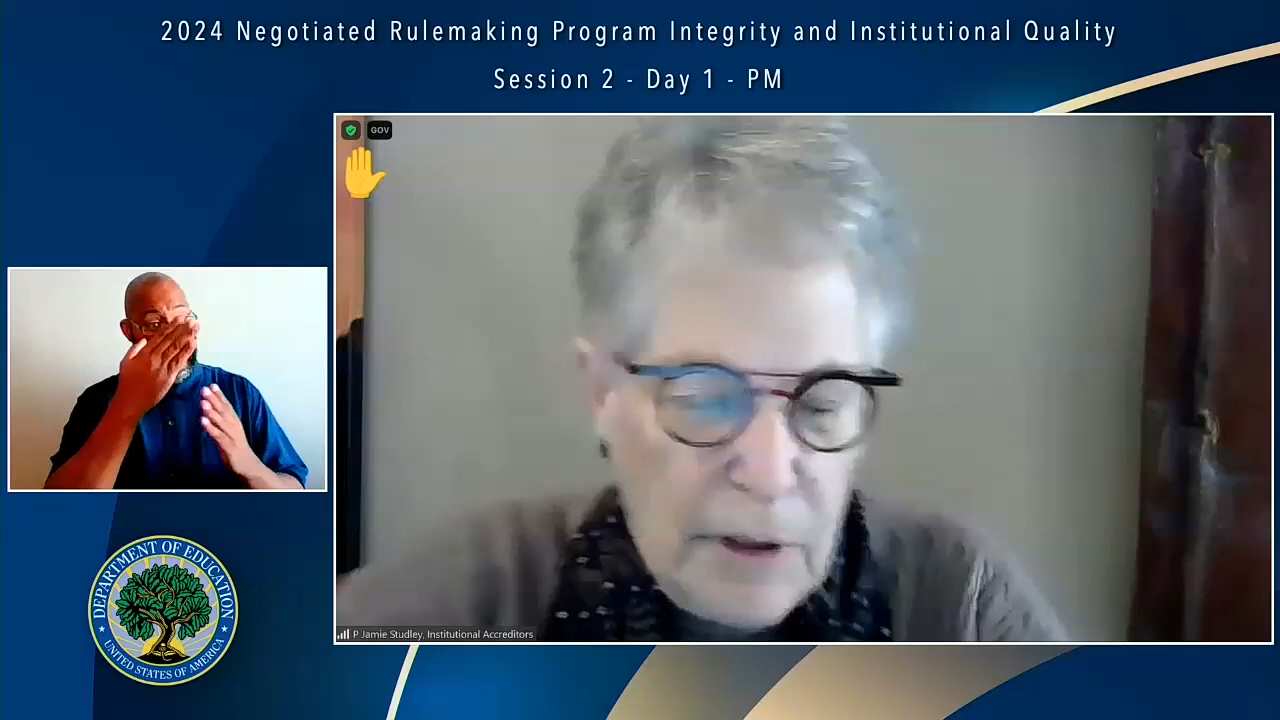 2024 Negotiated Rulemaking Program Integrity and Institutional Quality
Session 2 - Day 1 - PM
GOV
P Jamie Studley, Institutional Accreditors
DEPARTMENT OF EDUCATION
UNITED STATES OF AMERICA